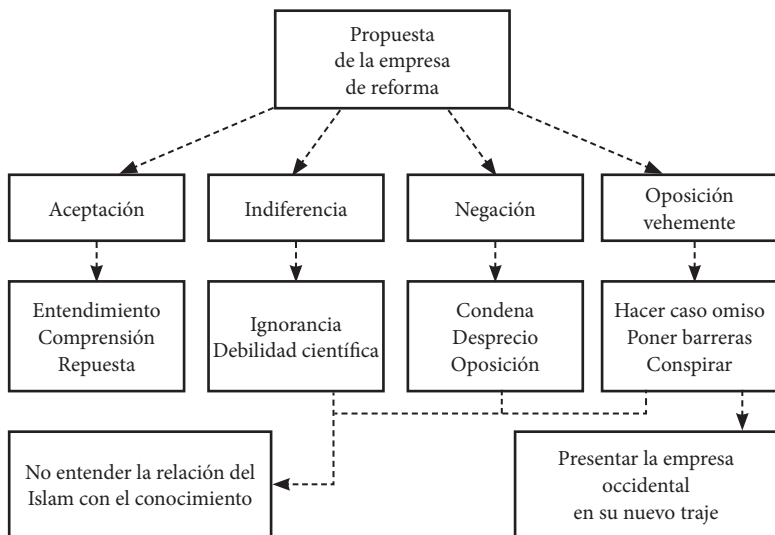 Propuesta
de la empresa
de reforma
Aceptación
Indiferencia
Negación
Oposición
vehemente
Entendimiento
Comprensión
Repuesta
Ignorancia
Debilidad científica
Condena
Desprecio
Oposición
Hacer caso omiso
Poner barreras
Conspirar
No entender la relación del
Islam con el conocimiento
Presentar la empresa
occidental
en su nuevo traje